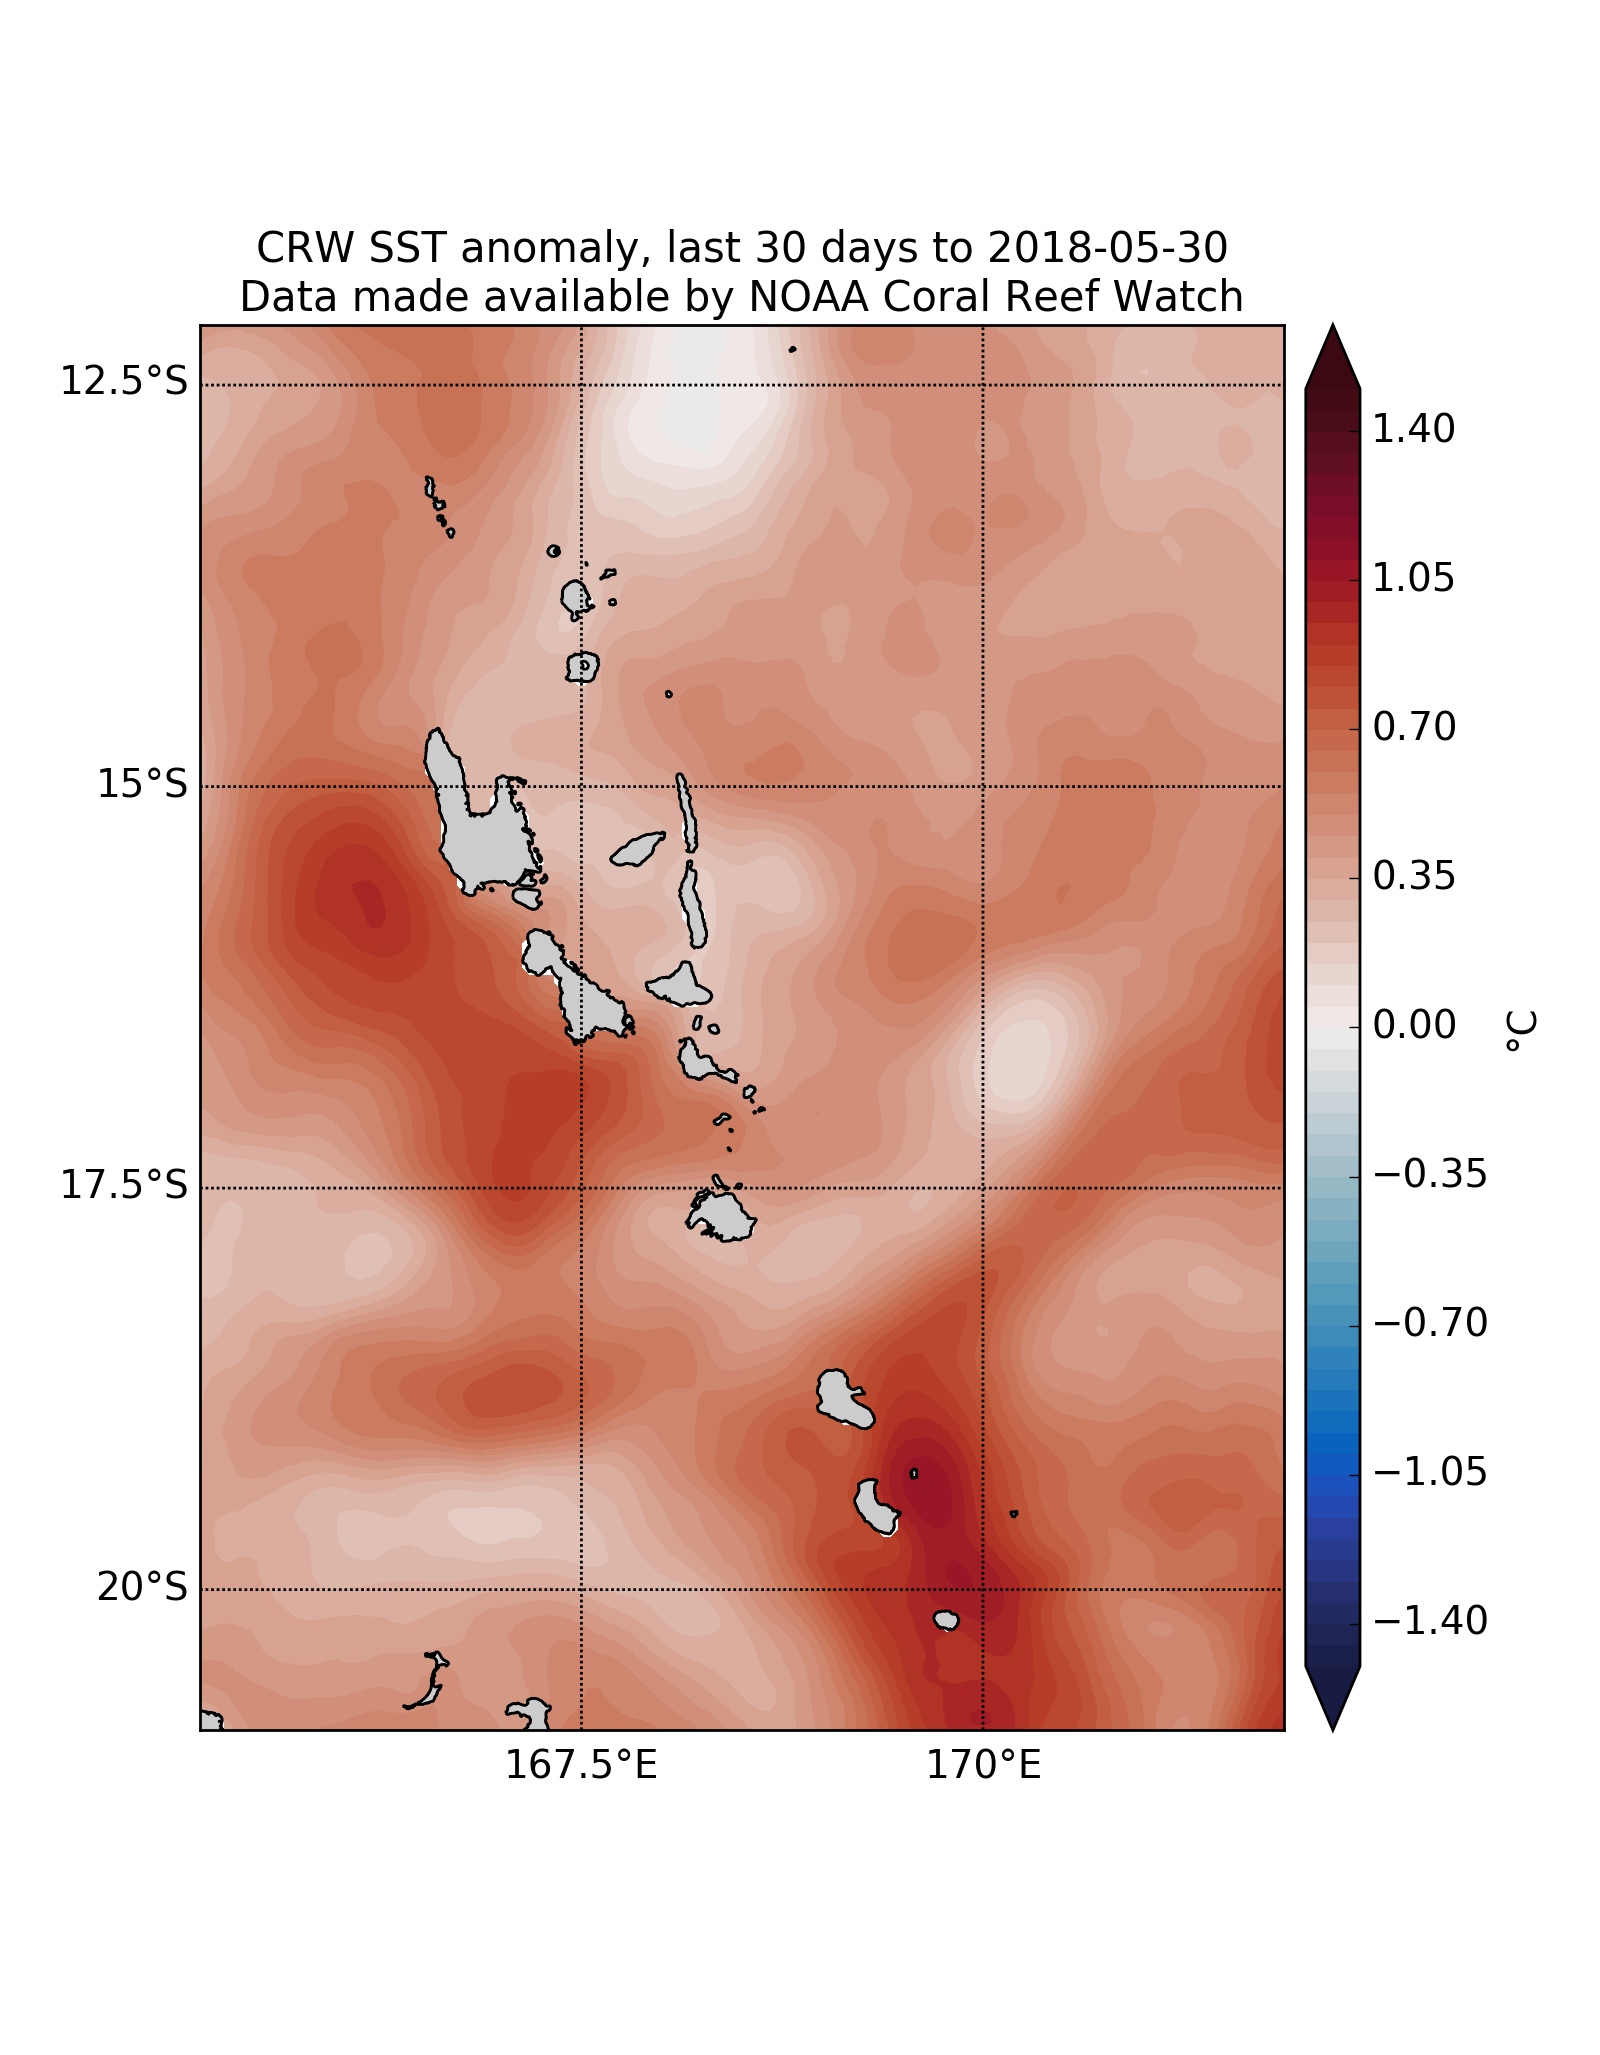 CRW SST anomaly, last 30 days to 2018-05-30
Data made available by NOAA Coral Reef Watch
12.5°S
15°S
17.5°S
20°S
167.5°E
170°E
1.40
1.05
0.70
0.35
0.00
−0.35
−0.70
−1.05
−1.40
°C